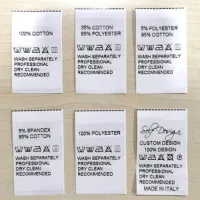 100% COTTON
WASH SEPARATELY
PROFESSIONAL
DRY CLEAN
RECOMMENDED
35% COTTON
65% POLYESTER
WASH SEPARATELY
PROFESSIONAL
DRY CLEAN
RECOMMENDED
5% POLYESTER
95% COTTON
WASH SEPARATELY
PROFESSIONAL
DRY CLEAN
RECOMMENDED
5% SPANDEX
95% COTTON
WASH SEPARATELY
PROFESSIONAL
DRY CLEAN
RECOMMENDED
100% POLYESTER
WASH SEPARATELY
PROFESSIONAL
DRY CLEAN
RECOMMENDED
Self Design
CUSTOM DESIGN
100% DESIGN
WASH SEPARATELY
PROFESSIONAL
DRY CLEAN
RECOMMENDED
MADE IN ITALY